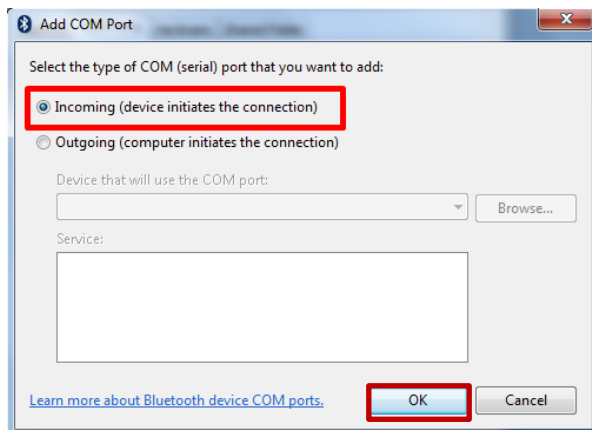 Add COM Port
Select the type of COM (serial) port that you want to add:
Incoming (device initiates the connection)
Outgoing (computer initiates the connection)
Device that will use the COM port:
Browse...
Service:
Learn more about Bluetooth device COM ports.
OK
Cancel